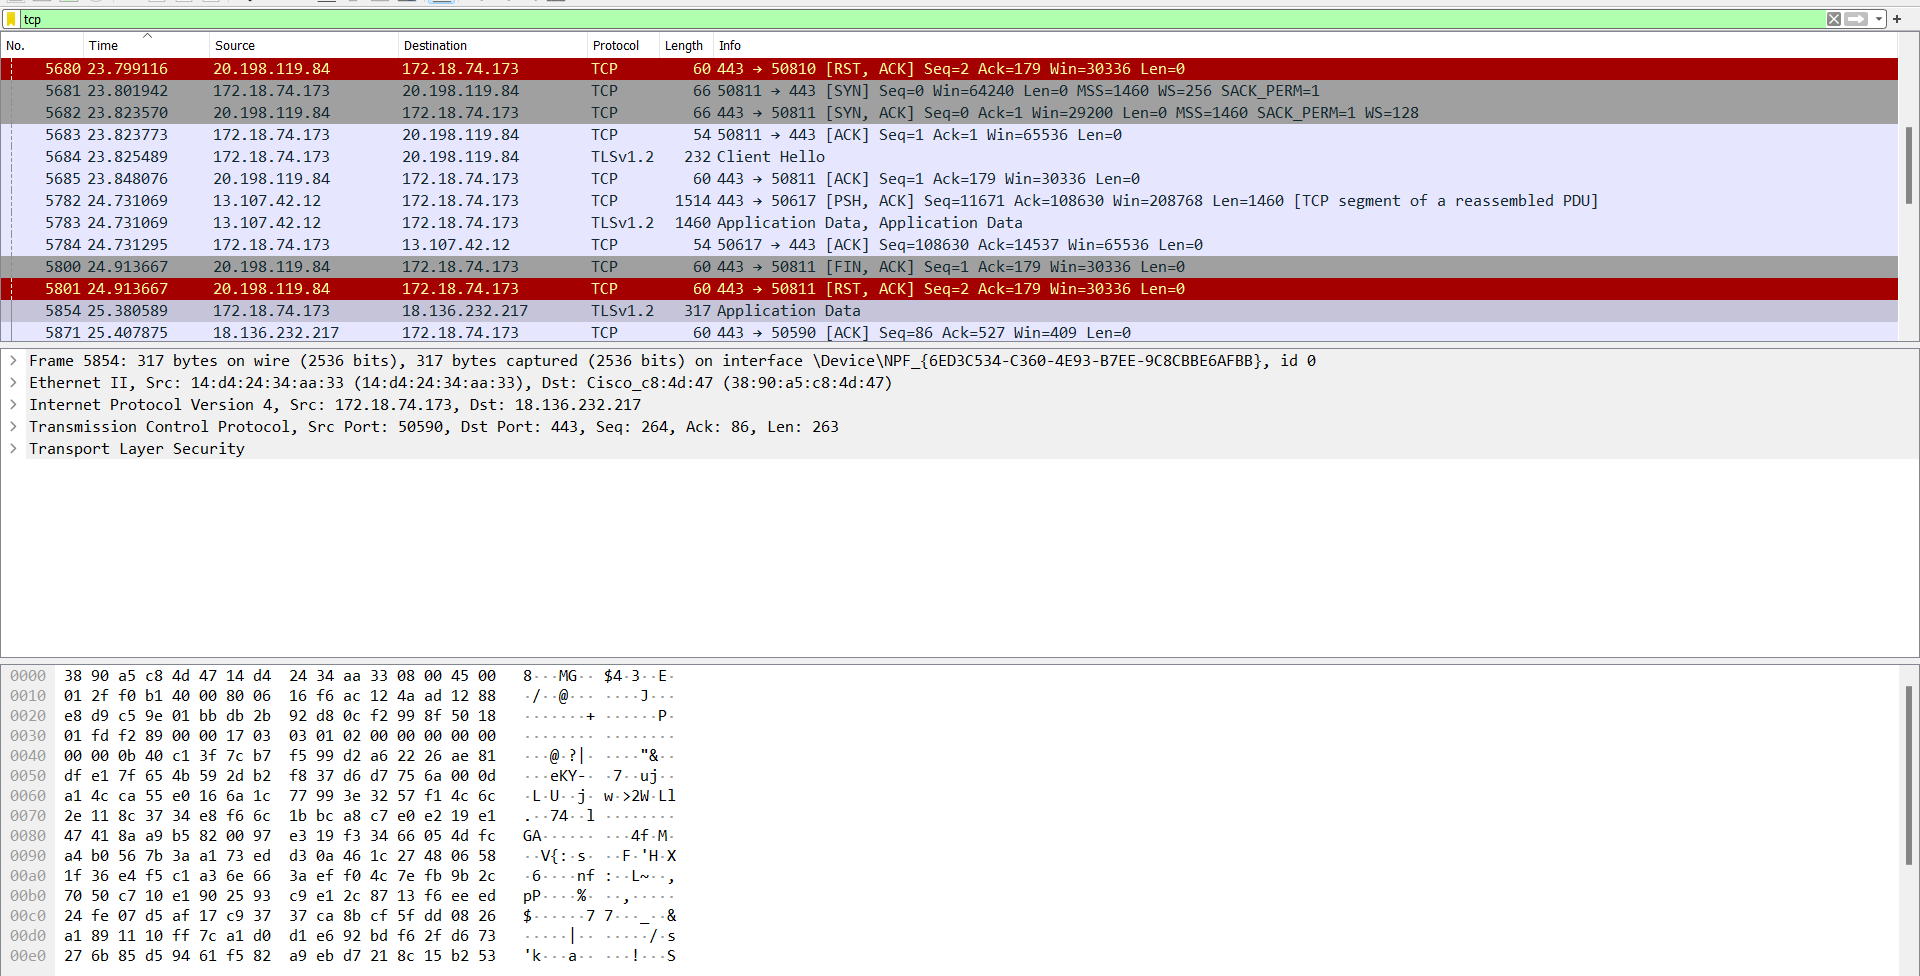 tcp
No. Time Source Destination Protocol Length Info
5680 23.799116 20.198.119.84 172.18.74.173 TCP 60 443 → 50810 [RST, ACK] Seq=2 Ack=179 Win=30336 Len=0
5681 23.801942 172.18.74.173 20.198.119.84 TCP 66 50811 → 443 [SYN] Seq=0 Win=64240 Len=0 MSS=1460 WS=256 SACK_PERM=1
5682 23.823570 20.198.119.84 172.18.74.173 TCP 66 443 → 50811 [SYN, ACK] Seq=0 Ack=1 Win=29200 Len=0 MSS=1460 SACK_PERM=1 WS=128
5683 23.823773 172.18.74.173 20.198.119.84 TCP 54 50811 → 443 [ACK] Seq=1 Ack=1 Win=65536 Len=0
5684 23.825489 172.18.74.173 20.198.119.84 TLSv1.2 232 Client Hello
5685 23.848076 20.198.119.84 172.18.74.173 TCP 60 443 → 50811 [ACK] Seq=1 Ack=179 Win=30336 Len=0
5782 24.731069 13.107.42.12 172.18.74.173 TCP 1514 443 → 50617 [PSH, ACK] Seq=11671 Ack=108630 Win=208768 Len=1460 [TCP segment of a reassembled PDU]
5783 24.731069 13.107.42.12 172.18.74.173 TLSv1.2 1460 Application Data, Application Data
5784 24.731295 172.18.74.173 13.107.42.12 TCP 54 50617 → 443 [ACK] Seq=108630 Ack=14537 Win=65536 Len=0
5800 24.913667 20.198.119.84 172.18.74.173 TCP 60 443 → 50811 [FIN, ACK] Seq=1 Ack=179 Win=30336 Len=0
5801 24.913667 20.198.119.84 172.18.74.173 TCP 60 443 → 50811 [RST, ACK] Seq=2 Ack=179 Win=30336 Len=0
5854 25.380589 172.18.74.173 18.136.232.217 TLSv1.2 317 Application Data
5871 25.407875 18.136.232.217 172.18.74.173 TCP 60 443 → 50590 [ACK] Seq=86 Ack=527 Win=409 Len=0
Frame 5854: 317 bytes on wire (2536 bits), 317 bytes captured (2536 bits) on interface \Device\NPF_{6ED3C534-C360-4E93-B7EE-9C8CBBE6AFBB}, id 0
Ethernet II, Src: 14:d4:24:34:aa:33 (14:d4:24:34:aa:33), Dst: Cisco_c8:4d:47 (38:90:a5:c8:4d:47)
Internet Protocol Version 4, Src: 172.18.74.173, Dst: 18.136.232.217
Transmission Control Protocol, Src Port: 50590, Dst Port: 443, Seq: 264, Ack: 86, Len: 263
Transport Layer Security
0000 38 90 a5 c8 4d 47 14 d4 24 34 aa 33 08 00 45 00 8···MG·· $4·3··E·
0010 01 2f f0 b1 40 00 80 06 16 f6 ac 12 4a ad 12 88 ·/··@··· ····J···
0020 e8 d9 c5 9e 01 bb db 2b 92 d8 0c f2 99 8f 50 18 ·······+ ······P·
0030 01 fd f2 89 00 00 17 03 03 01 02 00 00 00 00 00 ········ ········
0040 00 00 0b 40 c1 3f 7c b7 f5 99 d2 a6 22 26 ae 81 ···@·?|· ····"&··
0050 df e1 7f 65 4b 59 2d b2 f8 37 d6 d7 75 6a 00 0d ···eKY-· ·7··uj··
0060 a1 4c ca 55 e0 16 6a 1c 77 99 3e 32 57 f1 4c 6c ·L·U··j· w·>2W·Ll
0070 2e 11 8c 37 34 e8 f6 6c 1b bc a8 c7 e0 e2 19 e1 .··74··l ········
0080 47 41 8a a9 b5 82 00 97 e3 19 f3 34 66 05 4d fc GA······ ···4f·M·
0090 a4 b0 56 7b 3a a1 73 ed d3 0a 46 1c 27 48 06 58 ··V{:·s· ··F·'H·X
00a0 1f 36 e4 f5 c1 a3 6e 66 3a ef f0 4c 7e fb 9b 2c ·6····nf :··L~··,
00b0 70 50 c7 10 e1 90 25 93 c9 e1 2c 87 13 f6 ee ed pP····%· ··,·····
00c0 24 fe 07 d5 af 17 c9 37 37 ca 8b cf 5f dd 08 26 $······7 7···_··&
00d0 a1 89 11 10 ff 7c a1 d0 d1 e6 92 bd f6 2f d6 73 ·····|·· ·····/·s
00e0 27 6b 85 d5 94 61 f5 82 a9 eb d7 21 8c 15 b2 53 'k···a·· ···!···S